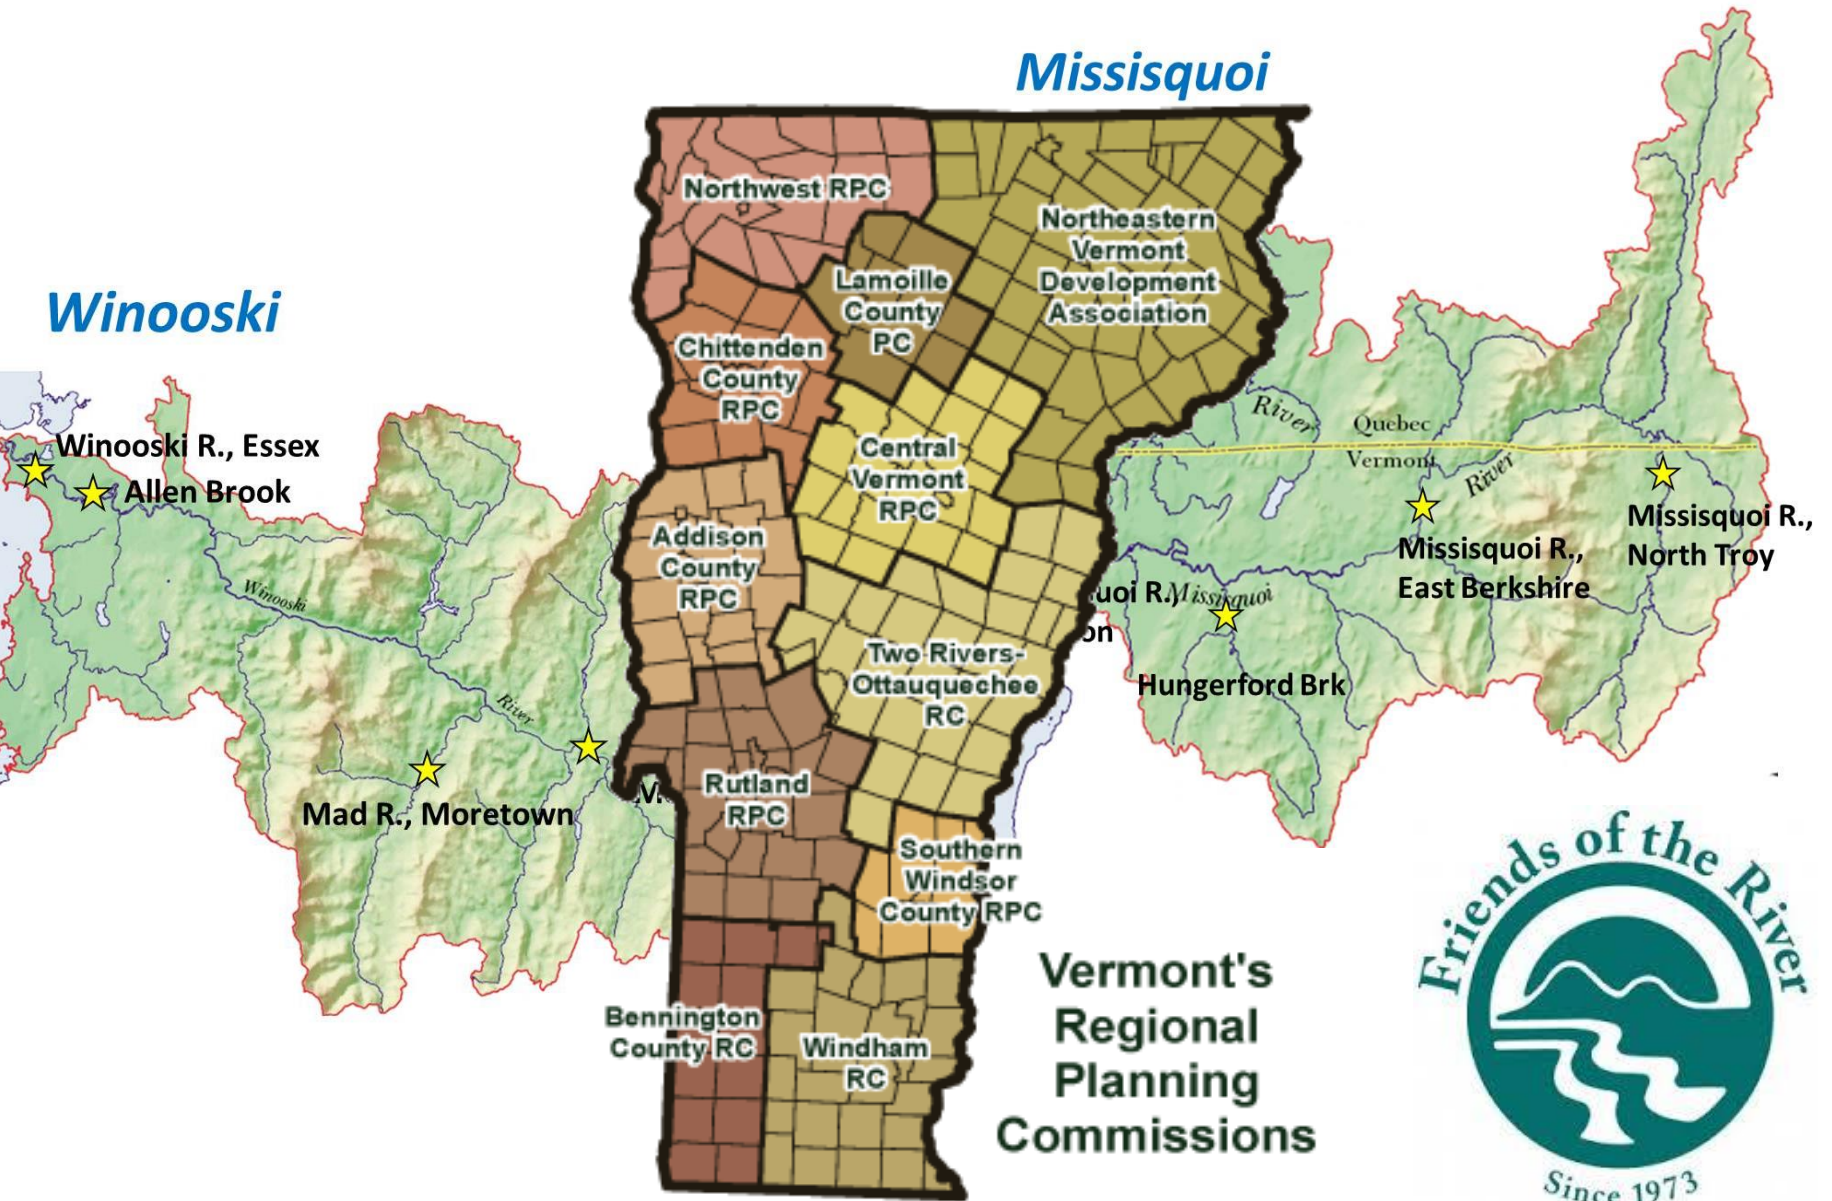 Missisquoi
Winooski
Northwest RPC
Northeastern
Vermont
Development
Association
Lamoille
County
PC
Chittenden
County
RPC
Central
Vermont
RPC
Addison
County
RPC
Two Rivers-
Ottauquechee
RC
Rutland
RPC
Southern
Windsor
County RPC
Bennington
County RC
Windham
RC
Vermont's
Regional
Planning
Commissions
Winooski R., Essex
Allen Brook
Winooski
River
Mad R., Moretown
River
Quebec
Vermont
River
Missisquoi R.,
North Troy
Missisquoi R.,
East Berkshire
R.,
Missisquoi
Hungerford Brk
Friends of the River
Since 1973